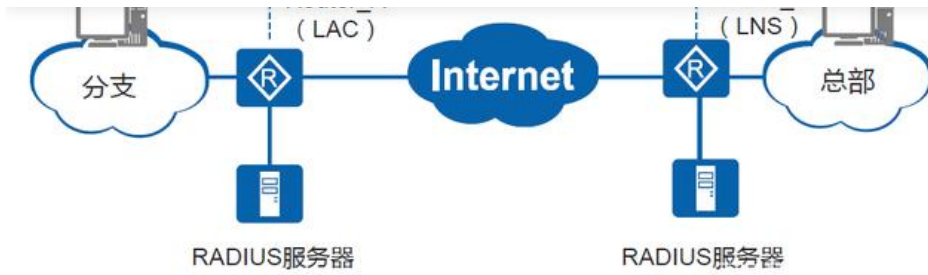 （LAC）
（LNS）
分支
R
Internet
R
总部
RADIUS服务器
RADIUS服务器